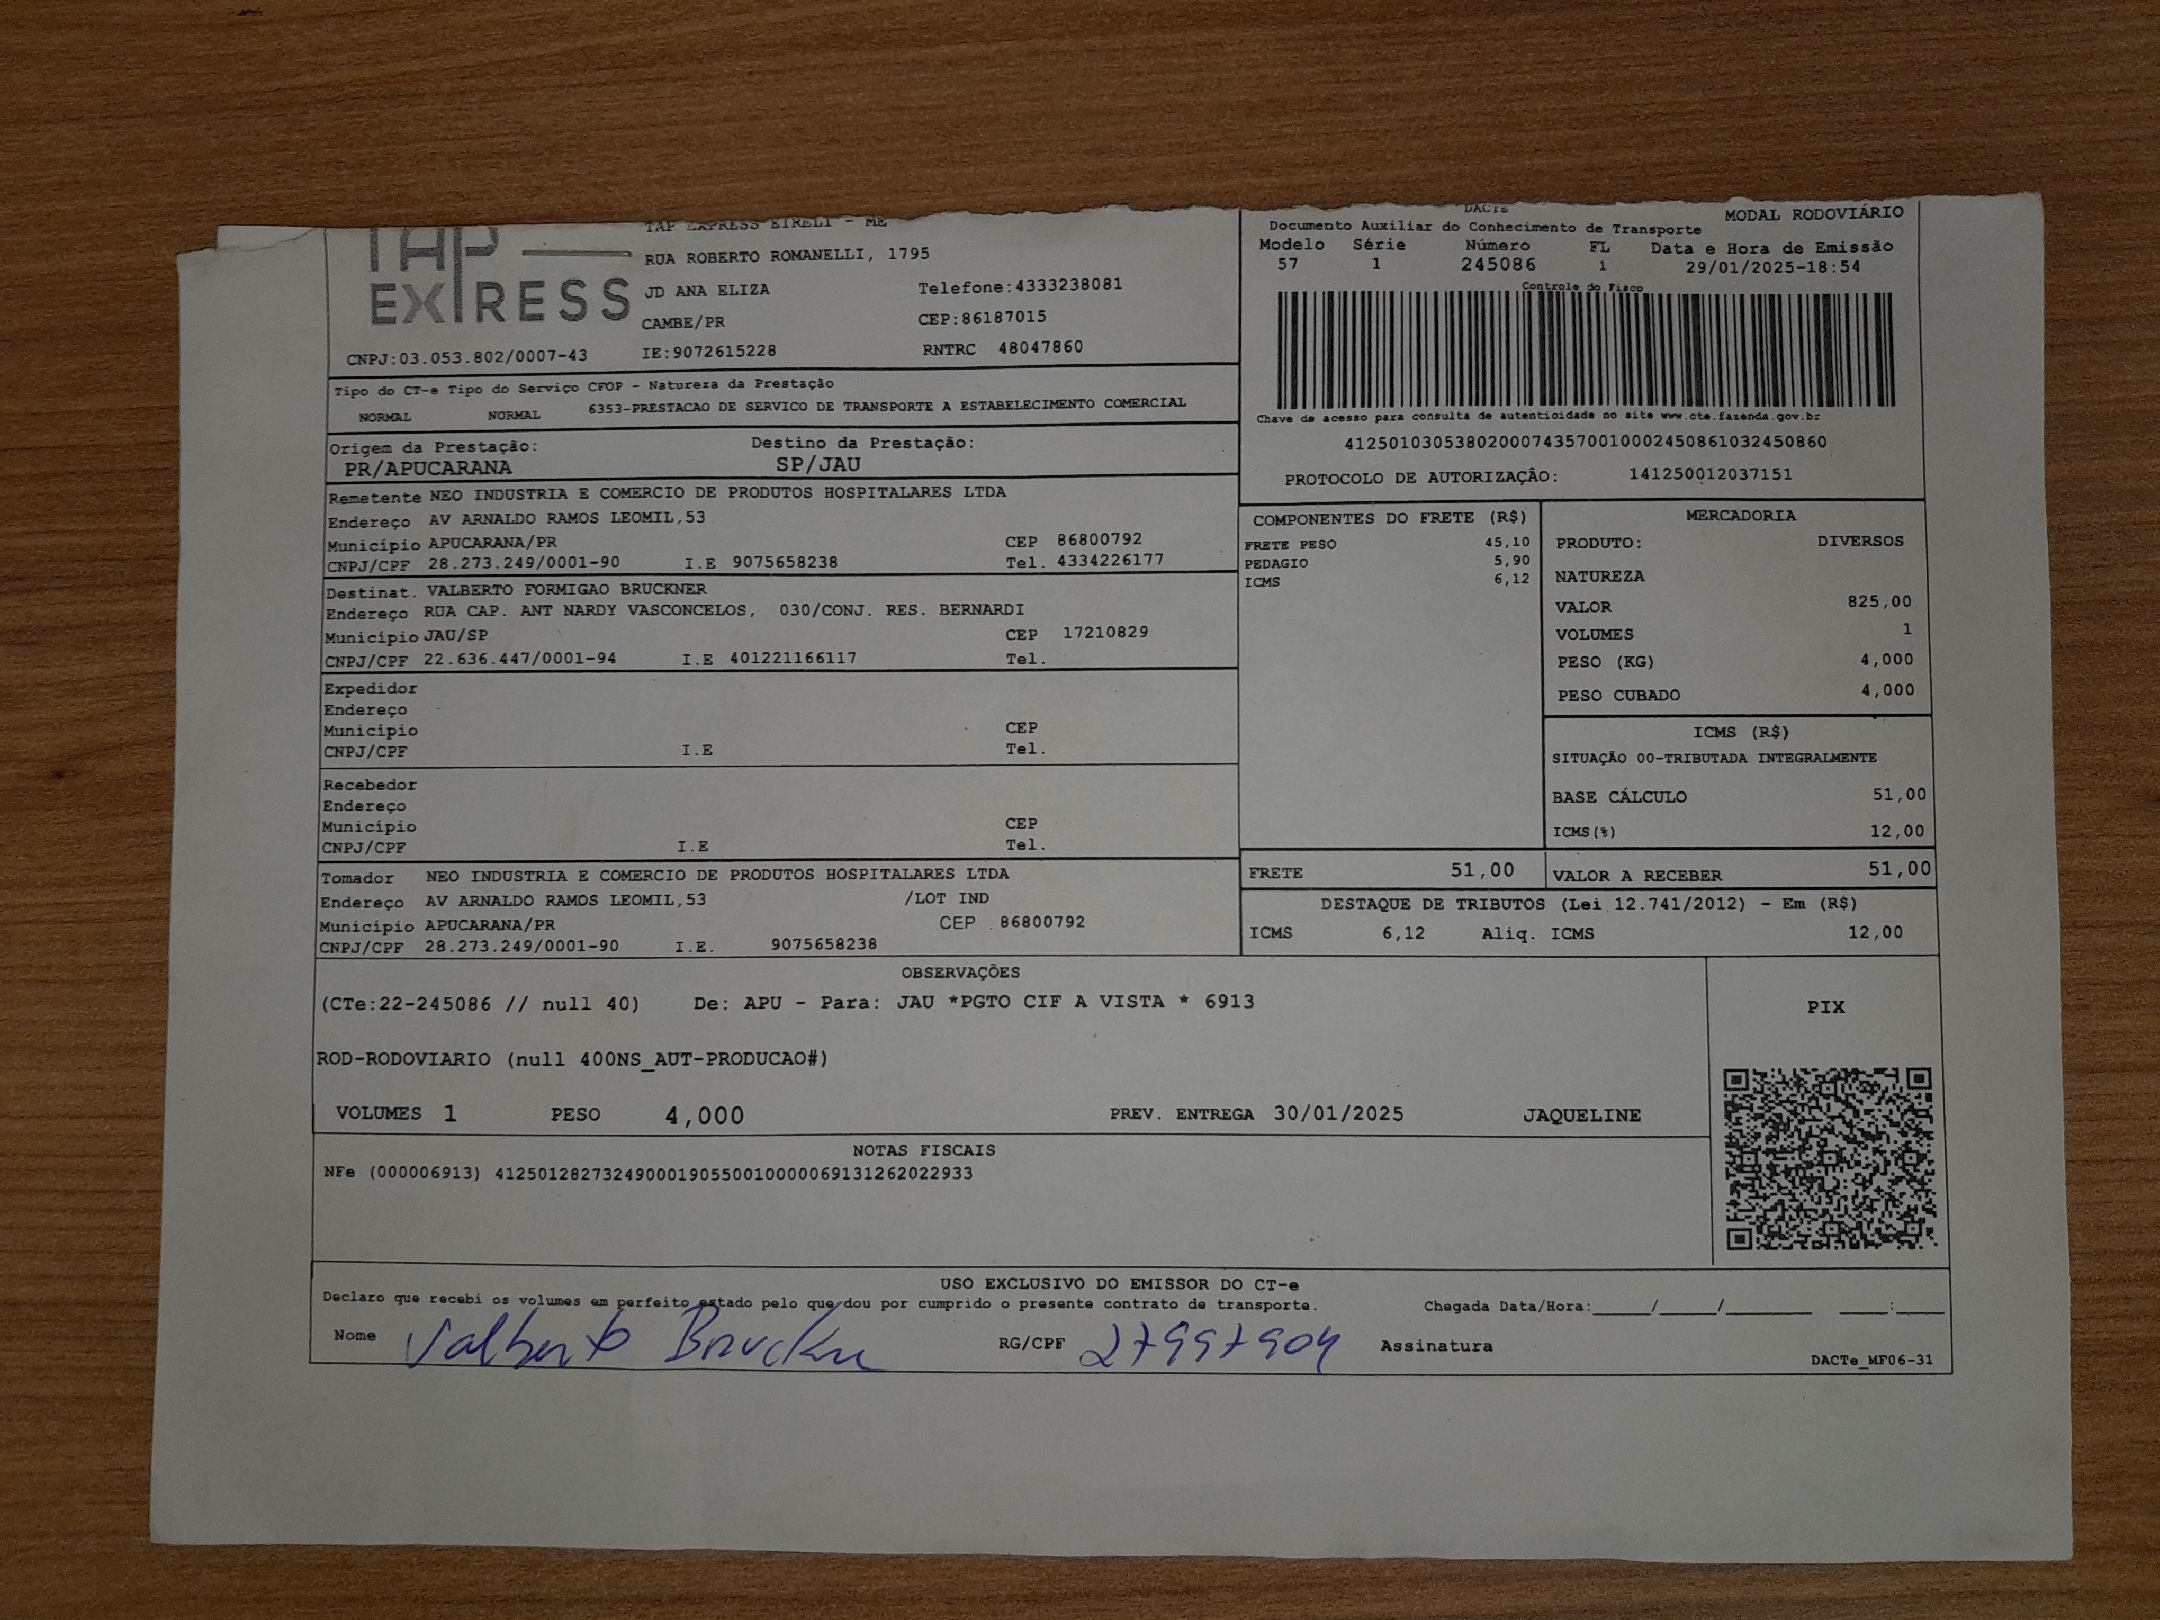 TAP EXPRESS
TAP EXPRESS EIRELI - ME
RUA ROBERTO ROMANELLI, 1795
JD ANA ELIZA Telefone:4333238081
CAMBE/PR CEP:86187015
CNPJ:03.053.802/0007-43 IE:9072615228 RNTRC 48047860
DACTE MODAL RODOVIÁRIO
Documento Auxiliar do Conhecimento de Transporte
Modelo Série Número FL Data e Hora de Emissão
57 1 245086 1 29/01/2025-18:54
Controle do Fisco
Chave de acesso para consulta de autenticidade no site www.cte.fazenda.gov.br
41250103053802000743570010002450861032450860
PROTOCOLO DE AUTORIZAÇÃO: 141250012037151
Tipo do CT-e Tipo do Serviço CFOP - Natureza da Prestação
NORMAL NORMAL 6353-PRESTACAO DE SERVICO DE TRANSPORTE A ESTABELECIMENTO COMERCIAL
Origem da Prestação: Destino da Prestação:
PR/APUCARANA SP/JAU
Remetente NEO INDUSTRIA E COMERCIO DE PRODUTOS HOSPITALARES LTDA
Endereço AV ARNALDO RAMOS LEOMIL,53
Município APUCARANA/PR CEP 86800792
CNPJ/CPF 28.273.249/0001-90 I.E 9075658238 Tel. 4334226177
Destinat. VALBERTO FORMIGAO BRUCKNER
Endereço RUA CAP. ANT NARDY VASCONCELOS, 030/CONJ. RES. BERNARDI
Município JAU/SP CEP 17210829
CNPJ/CPF 22.636.447/0001-94 I.E 401221166117 Tel.
Expedidor
Endereço
Município CEP
CNPJ/CPF I.E Tel.
Recebedor
Endereço
Município CEP
CNPJ/CPF I.E Tel.
Tomador NEO INDUSTRIA E COMERCIO DE PRODUTOS HOSPITALARES LTDA
Endereço AV ARNALDO RAMOS LEOMIL,53 /LOT IND
Município APUCARANA/PR CEP 86800792
CNPJ/CPF 28.273.249/0001-90 I.E. 9075658238
COMPONENTES DO FRETE (R$)
FRETE PESO 45,10
PEDAGIO 5,90
ICMS 6,12
MERCADORIA
PRODUTO: DIVERSOS
NATUREZA
VALOR 825,00
VOLUMES 1
PESO (KG) 4,000
PESO CUBADO 4,000
ICMS (R$)
SITUAÇÃO 00-TRIBUTADA INTEGRALMENTE
BASE CÁLCULO 51,00
ICMS(%) 12,00
FRETE 51,00 VALOR A RECEBER 51,00
DESTAQUE DE TRIBUTOS (Lei 12.741/2012) - Em (R$)
ICMS 6,12 Aliq. ICMS 12,00
OBSERVAÇÕES
(CTe:22-245086 // null 40) De: APU - Para: JAU *PGTO CIF A VISTA * 6913
ROD-RODOVIARIO (null 400NS_AUT-PRODUCAO#)
VOLUMES 1 PESO 4,000 PREV. ENTREGA 30/01/2025 JAQUELINE
PIX
NOTAS FISCAIS
NFe (000006913) 41250128273249000190550010000069131262022933
USO EXCLUSIVO DO EMISSOR DO CT-e
Declaro que recebi os volumes em perfeito estado pelo que dou por cumprido o presente contrato de transporte. Chegada Data/Hora:_____/_____/_______ ____:____
Nome Valberto Bruckn RG/CPF 27997904 Assinatura
DACTe_MF06-31